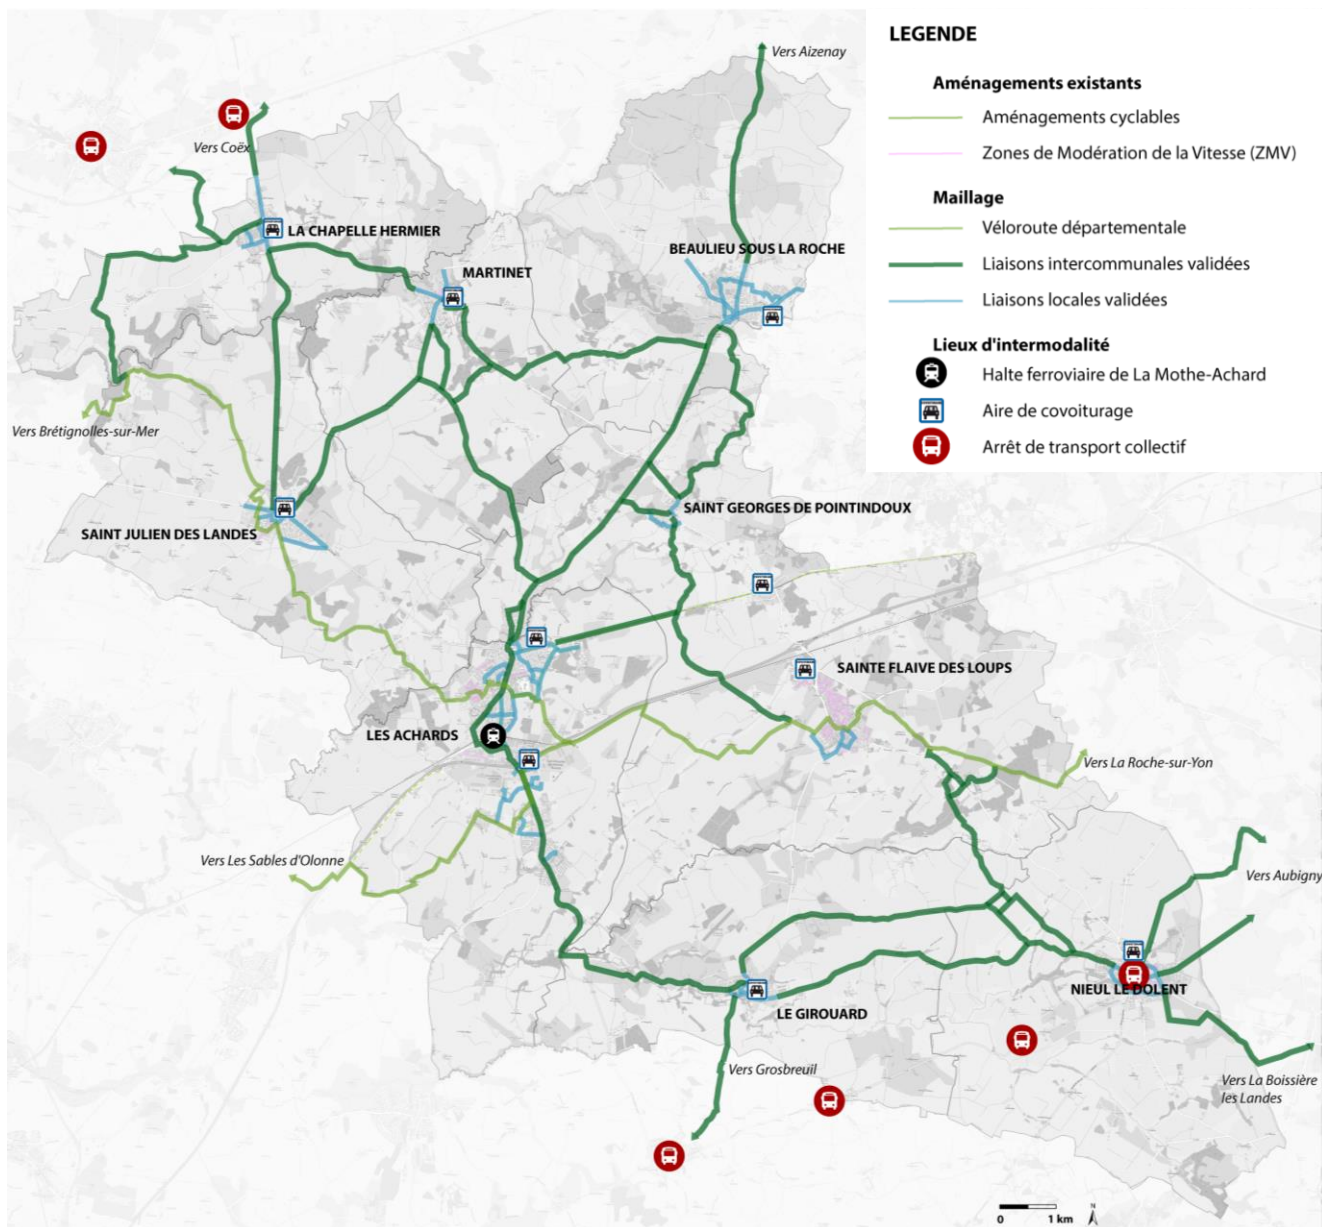 LEGENDE
Aménagements existants
Aménagements cyclables
Zones de Modération de la Vitesse (ZMV)
Maillage
Véloroute départementale
Liaisons intercommunales validées
Liaisons locales validées
Lieux d'intermodalité
Halte ferroviaire de La Mothe-Achard
Aire de covoiturage
Arrêt de transport collectif
Vers Aizenay
Vers Coëx
LA CHAPELLE HERMIER
BEAULIEU SOUS LA ROCHE
MARTINET
Vers Brétignolles-sur-Mer
SAINT GEORGES DE POINTINDOUX
SAINT JULIEN DES LANDES
SAINTE FLAIVE DES LOUPS
LES ACHARDS
Vers La Roche-sur-Yon
Vers Les Sables d'Olonne
Vers Aubigny
NIEUL LE DOLENT
LE GIROUARD
Vers Grosbreuil
Vers La Boissière
les Landes
0 1 km
N